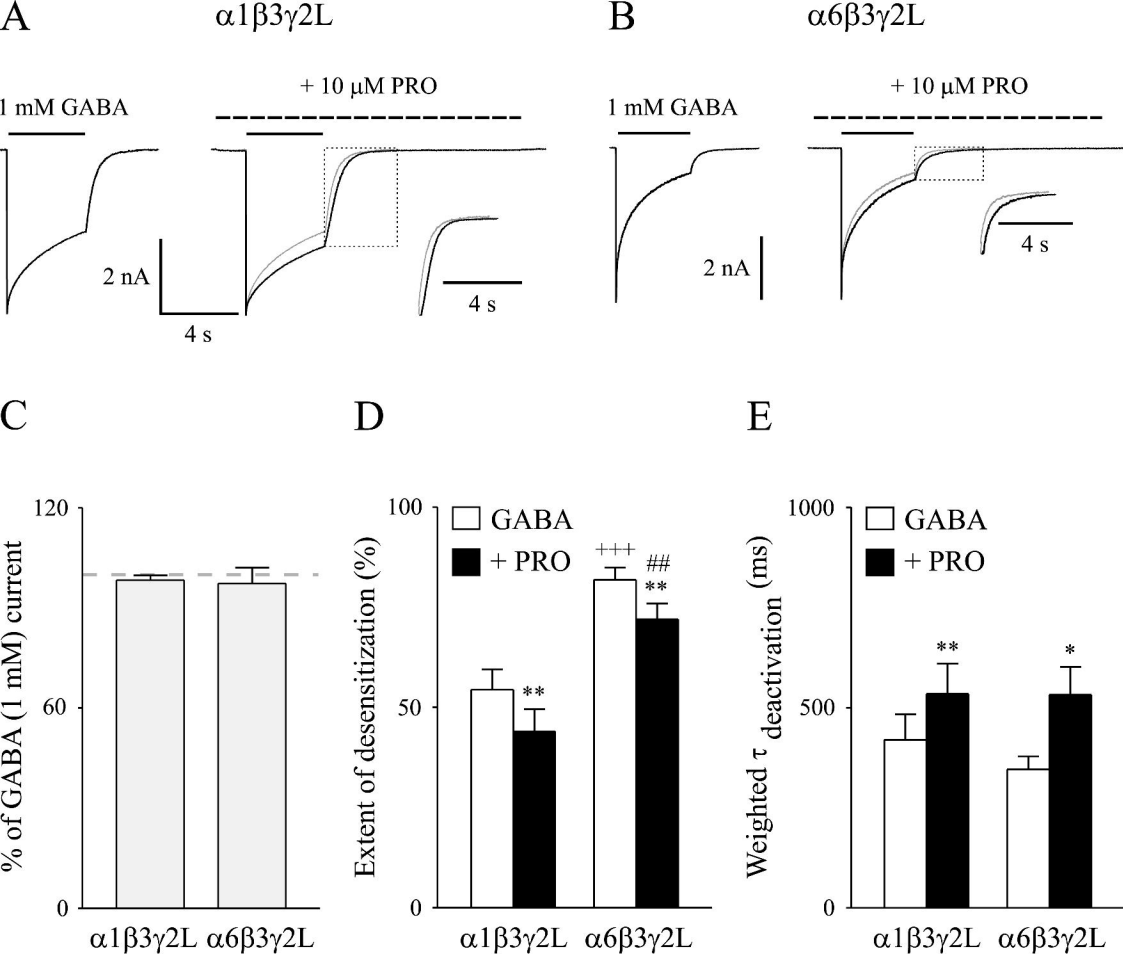 A
α1β3γ2L
B
α6β3γ2L
1 mM GABA
+ 10 μM PRO
2 nA
4 s
4 s
1 mM GABA
+ 10 μM PRO
2 nA
4 s
C
D
E
% of GABA (1 mM) current
120
60
0
α1β3γ2L
α6β3γ2L
Extent of desensitization (%)
100
50
0
GABA
+ PRO
**
+++
##
**
α1β3γ2L
α6β3γ2L
Weighted τ deactivation (ms)
1000
500
0
GABA
+ PRO
**
*
α1β3γ2L
α6β3γ2L